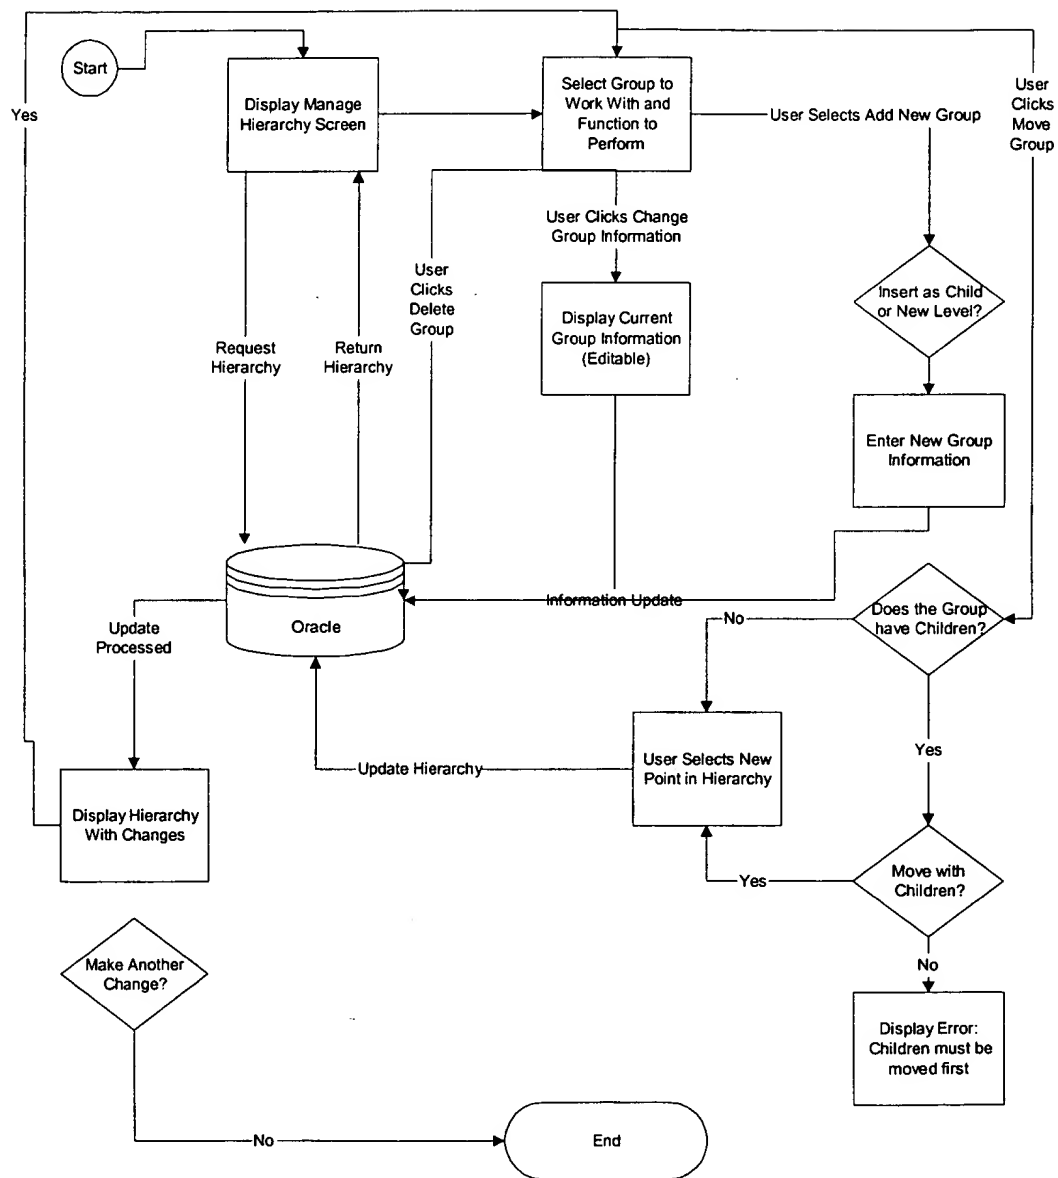 Start
Display Manage
Hierarchy Screen
Select Group to
Work With and
Function to
Perform
User Selects Add New Group
User
Clicks
Move
Group
Yes
User Clicks Change
Group Information
User
Clicks
Delete
Group
Insert as Child
or New Level?
Display Current
Group Information
(Editable)
Request
Hierarchy
Return
Hierarchy
Enter New Group
Information
Information Update
Oracle
Update
Processed
Does the Group
have Children?
No
Yes
Update Hierarchy
User Selects New
Point in Hierarchy
Display Hierarchy
With Changes
Yes
Move with
Children?
Make Another
Change?
No
Display Error:
Children must be
moved first
No
End